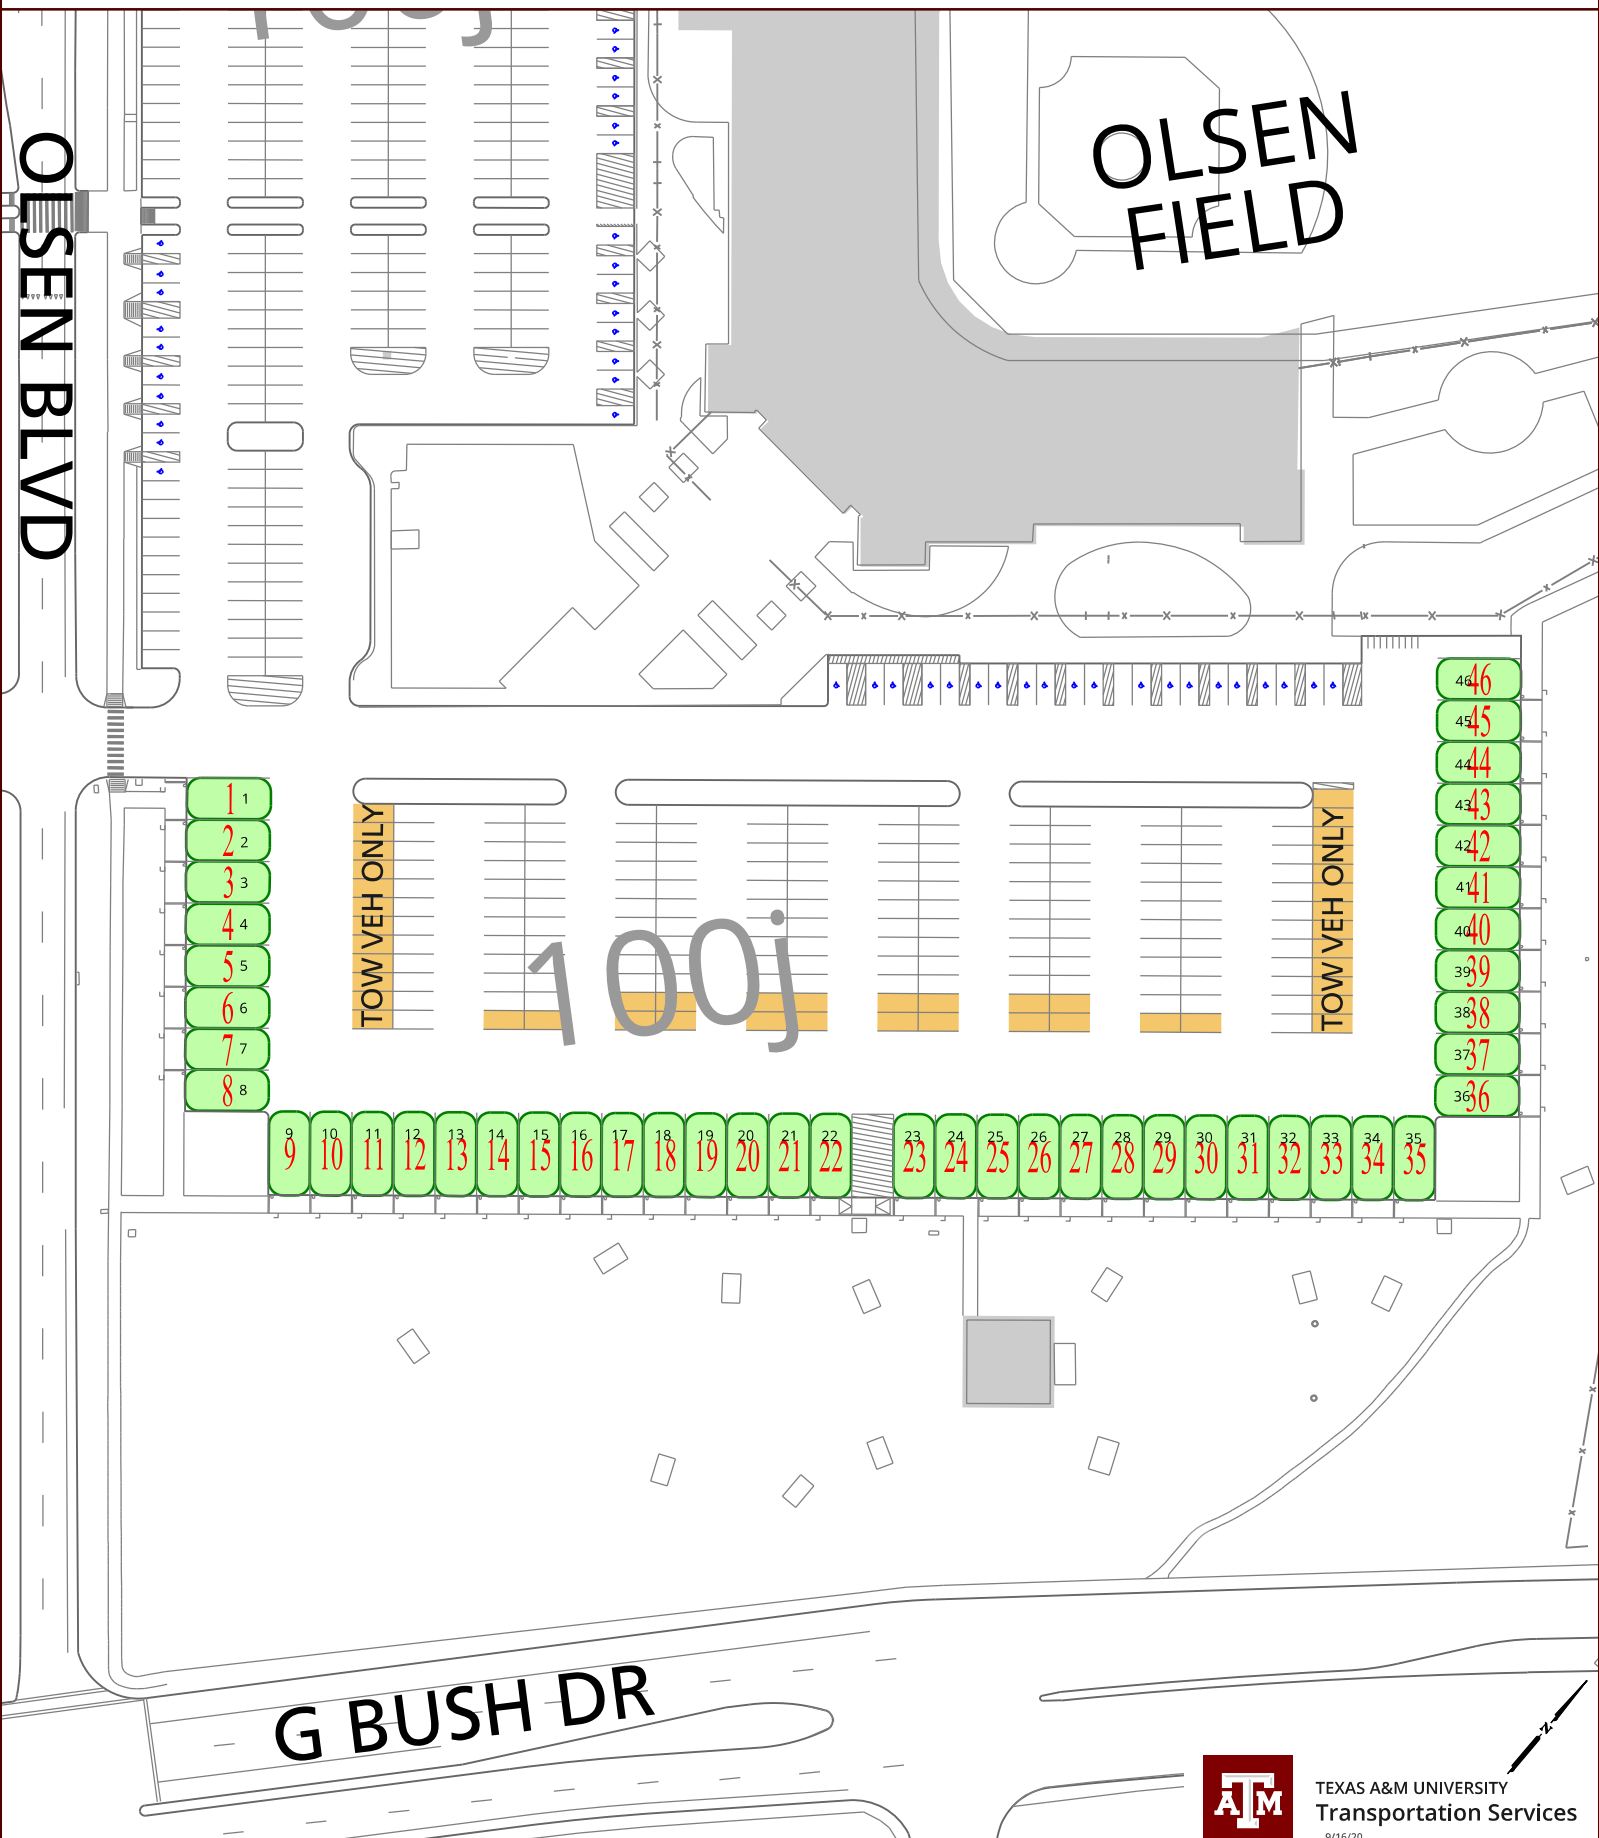 100j
OLSEN
FIELD
OLSEN BLVD
46 46
45 45
44 44
43 43
42 42
41 41
40 40
39 39
38 38
37 37
36 36
1 1
2 2
3 3
4 4
5 5
6 6
7 7
8 8
TOW VEH ONLY
100j
TOW VEH ONLY
9 10 11 12 13 14 15 16 17 18 19 20 21 22 23 24 25 26 27 28 29 30 31 32 33 34 35
9 10 11 12 13 14 15 16 17 18 19 20 21 22 23 24 25 26 27 28 29 30 31 32 33 34 35
G BUSH DR
N
ATM
TEXAS A&M UNIVERSITY
Transportation Services
9/16/20